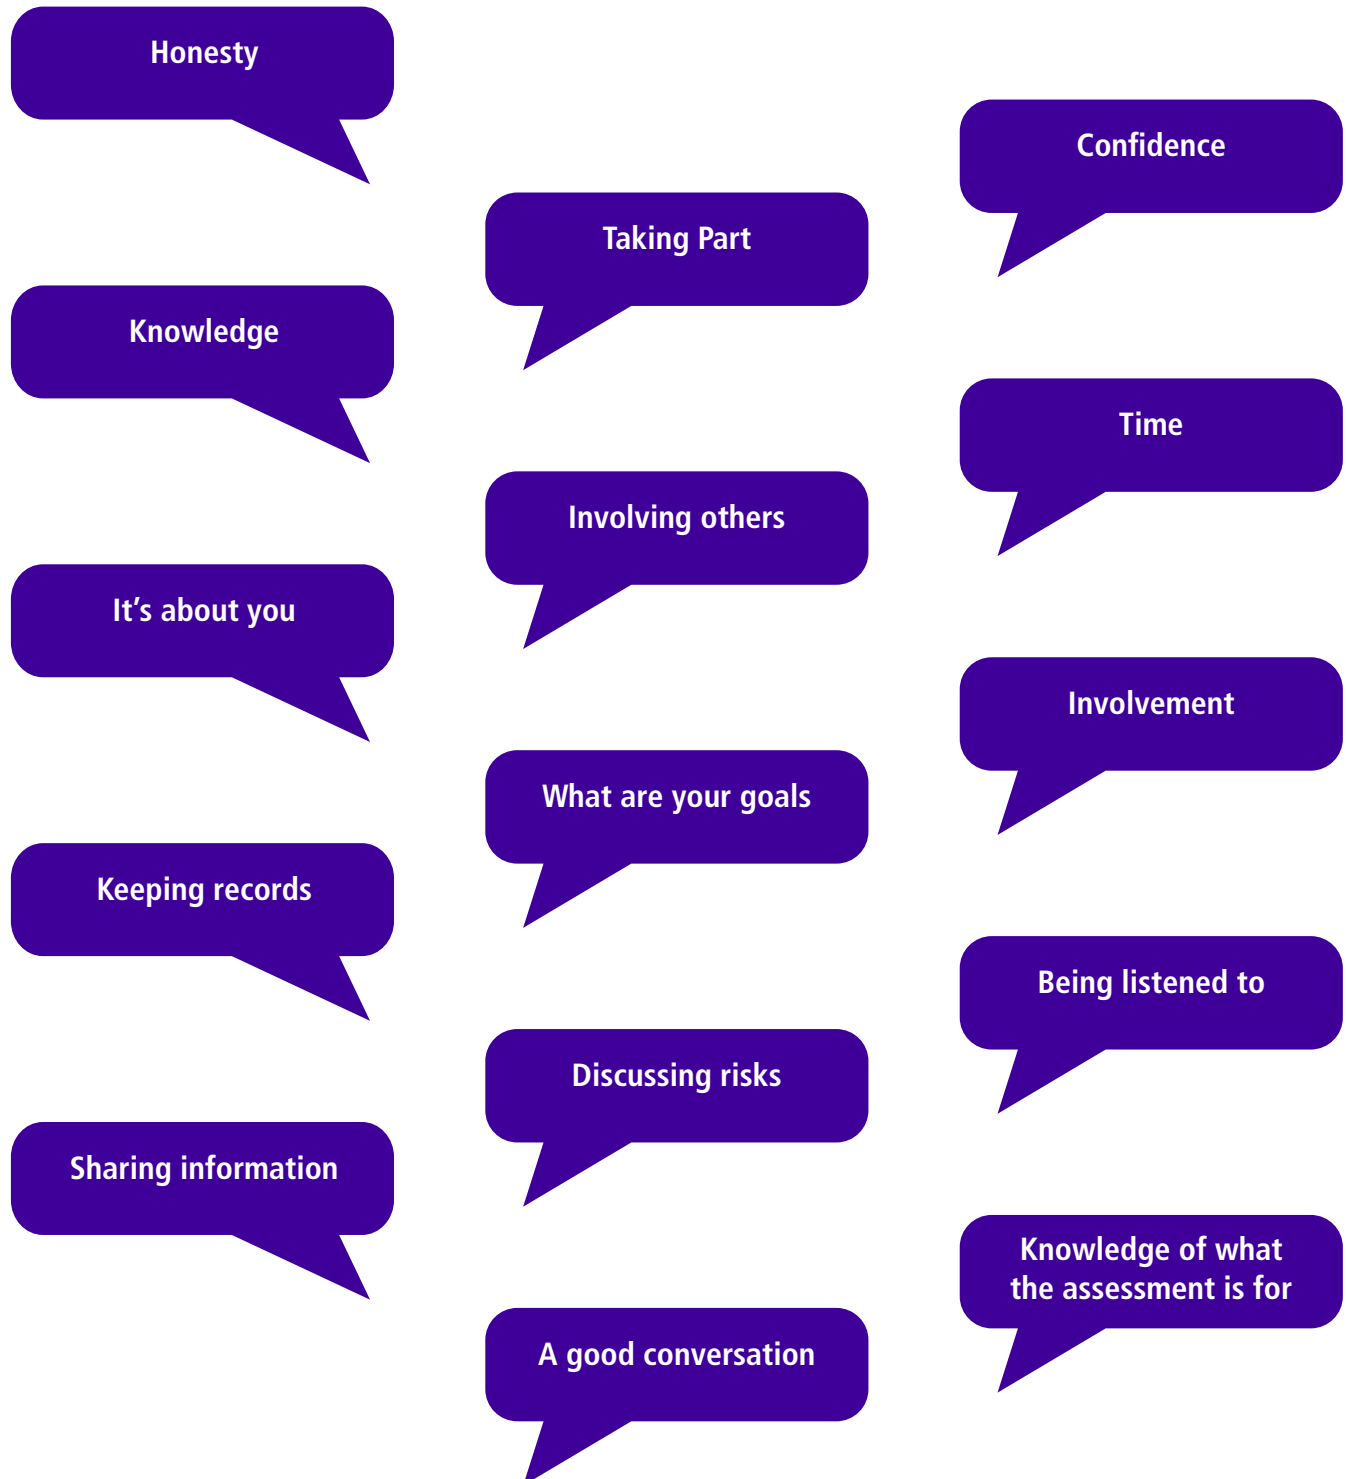 Honesty
Confidence
Taking Part
Knowledge
Time
Involving others
It’s about you
Involvement
What are your goals
Keeping records
Being listened to
Discussing risks
Sharing information
Knowledge of what
the assessment is for
A good conversation